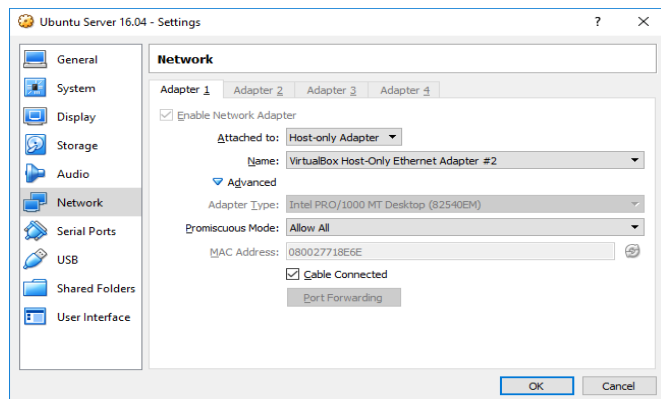 Ubuntu Server 16.04 - Settings ? ×
General
System
Display
Storage
Audio
Network
Serial Ports
USB
Shared Folders
User Interface
Network
Adapter 1 Adapter 2 Adapter 3 Adapter 4
Enable Network Adapter
Attached to: Host-only Adapter
Name: VirtualBox Host-Only Ethernet Adapter #2
Advanced
Adapter Type: Intel PRO/1000 MT Desktop (82540EM)
Promiscuous Mode: Allow All
MAC Address: 080027718E6E
Cable Connected
Port Forwarding
OK Cancel